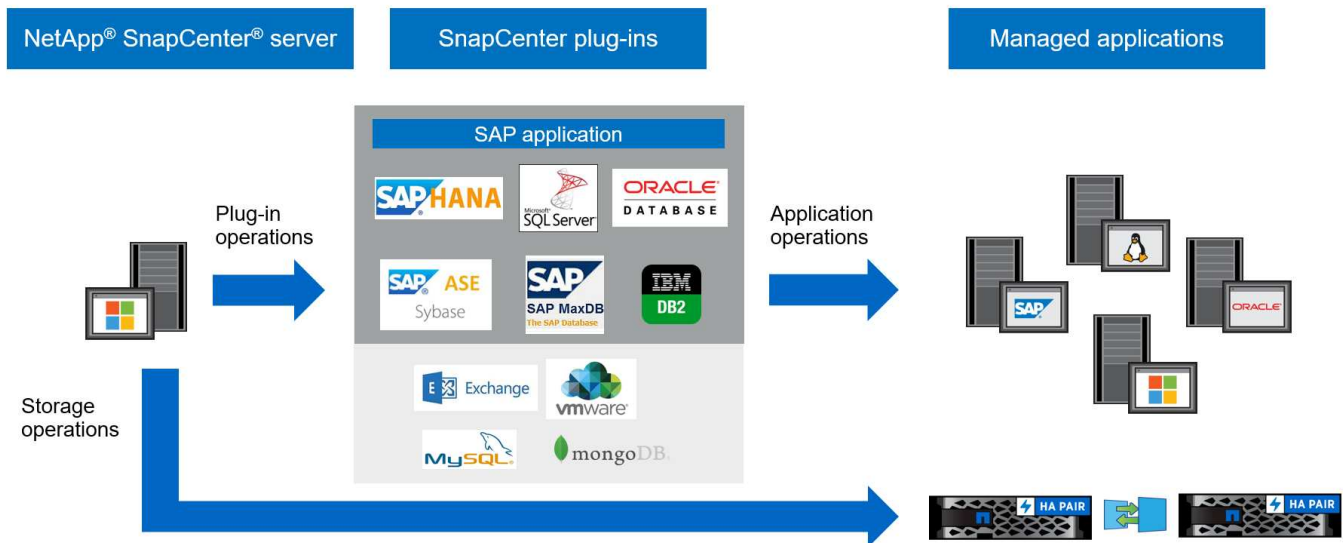 NetApp® SnapCenter® server
SnapCenter plug-ins
Managed applications
SAP application
SAP® HANA
Microsoft®
SQL Server®
ORACLE®
DATABASE
Plug-in
operations
Application
operations
SAP® ASE
Sybase
SAP
SAP MaxDB
The SAP Database
IBM
DB2
SAP
ORACLE®
Storage
operations
E Exchange
vmware®
MySQL®
mongoDB.
HA PAIR
HA PAIR